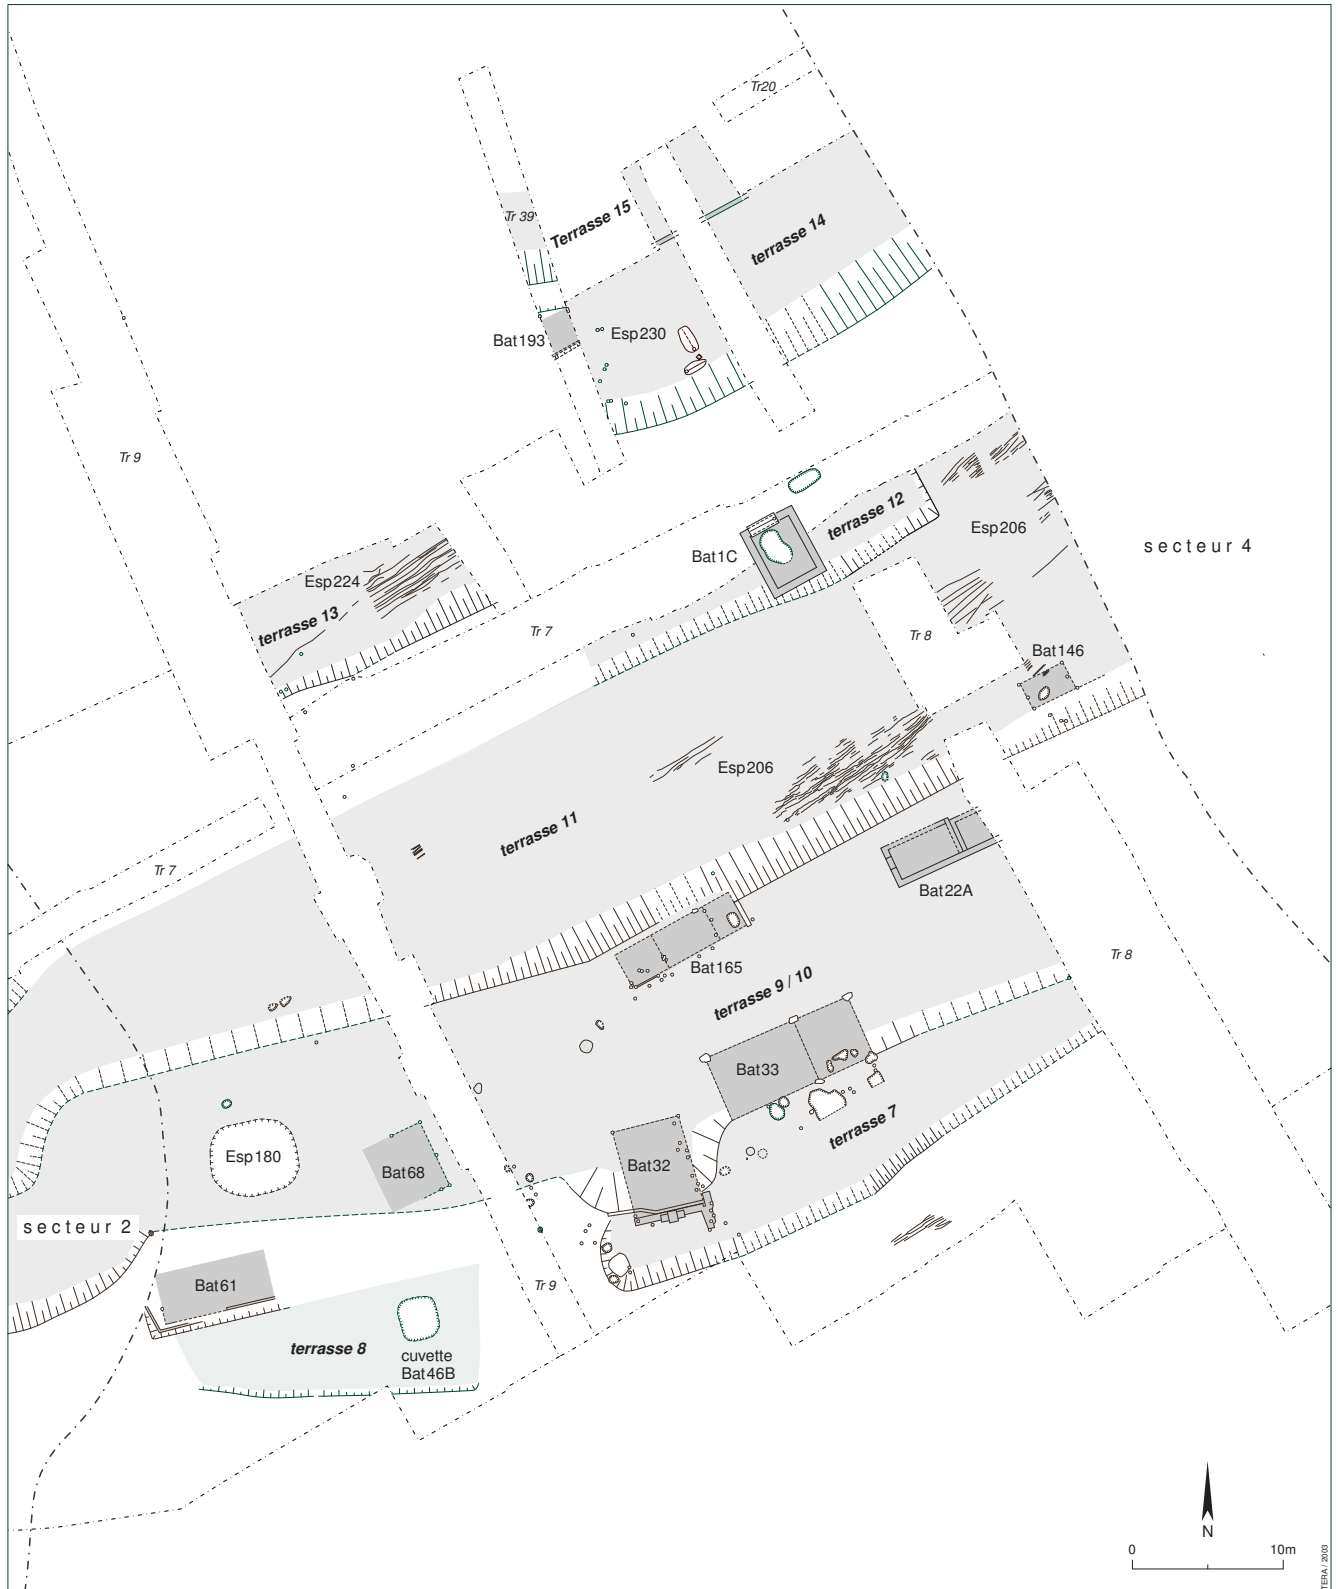 Tr20
Tr 39
Terrasse 15
terrasse 14
Bat193
Esp230
Tr 9
terrasse 12
Esp206
Bat1C
secteur 4
Esp224
terrasse 13
Tr 7
Tr 8
Bat146
Esp206
terrasse 11
Tr 7
Bat22A
Bat165
terrasse 9 / 10
Tr 8
Bat33
terrasse 7
Esp180
Bat68
Bat32
secteur 2
Bat61
Tr 9
terrasse 8
cuvette
Bat46B
N
0 10m
TERA / 2003